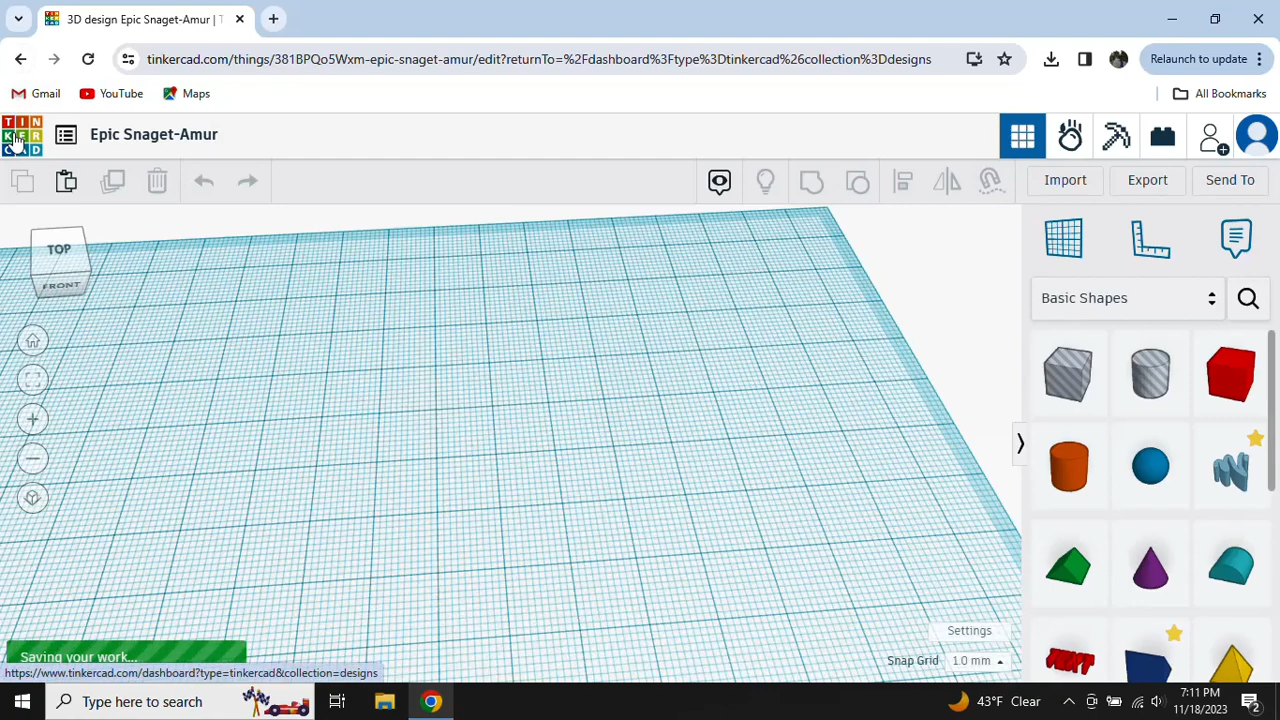 3D design Epic Snaget-Amur | T
tinkercad.com/things/381BPQo5Wxm-epic-snaget-amur/edit?returnTo=%2Fdashboard%3Ftype%3Dtinkercad%26collection%3Ddesigns
Relaunch to update
Gmail
YouTube
Maps
All Bookmarks
TIN
KER
CAD
Epic Snaget-Amur
Import
Export
Send To
TOP
FRONT
Basic Shapes
TEXT
Settings
Saving your work...
Snap Grid
1.0 mm
https://www.tinkercad.com/dashboard?type=tinkercad&collection=designs
Type here to search
43°F Clear
7:11 PM
11/18/2023
2